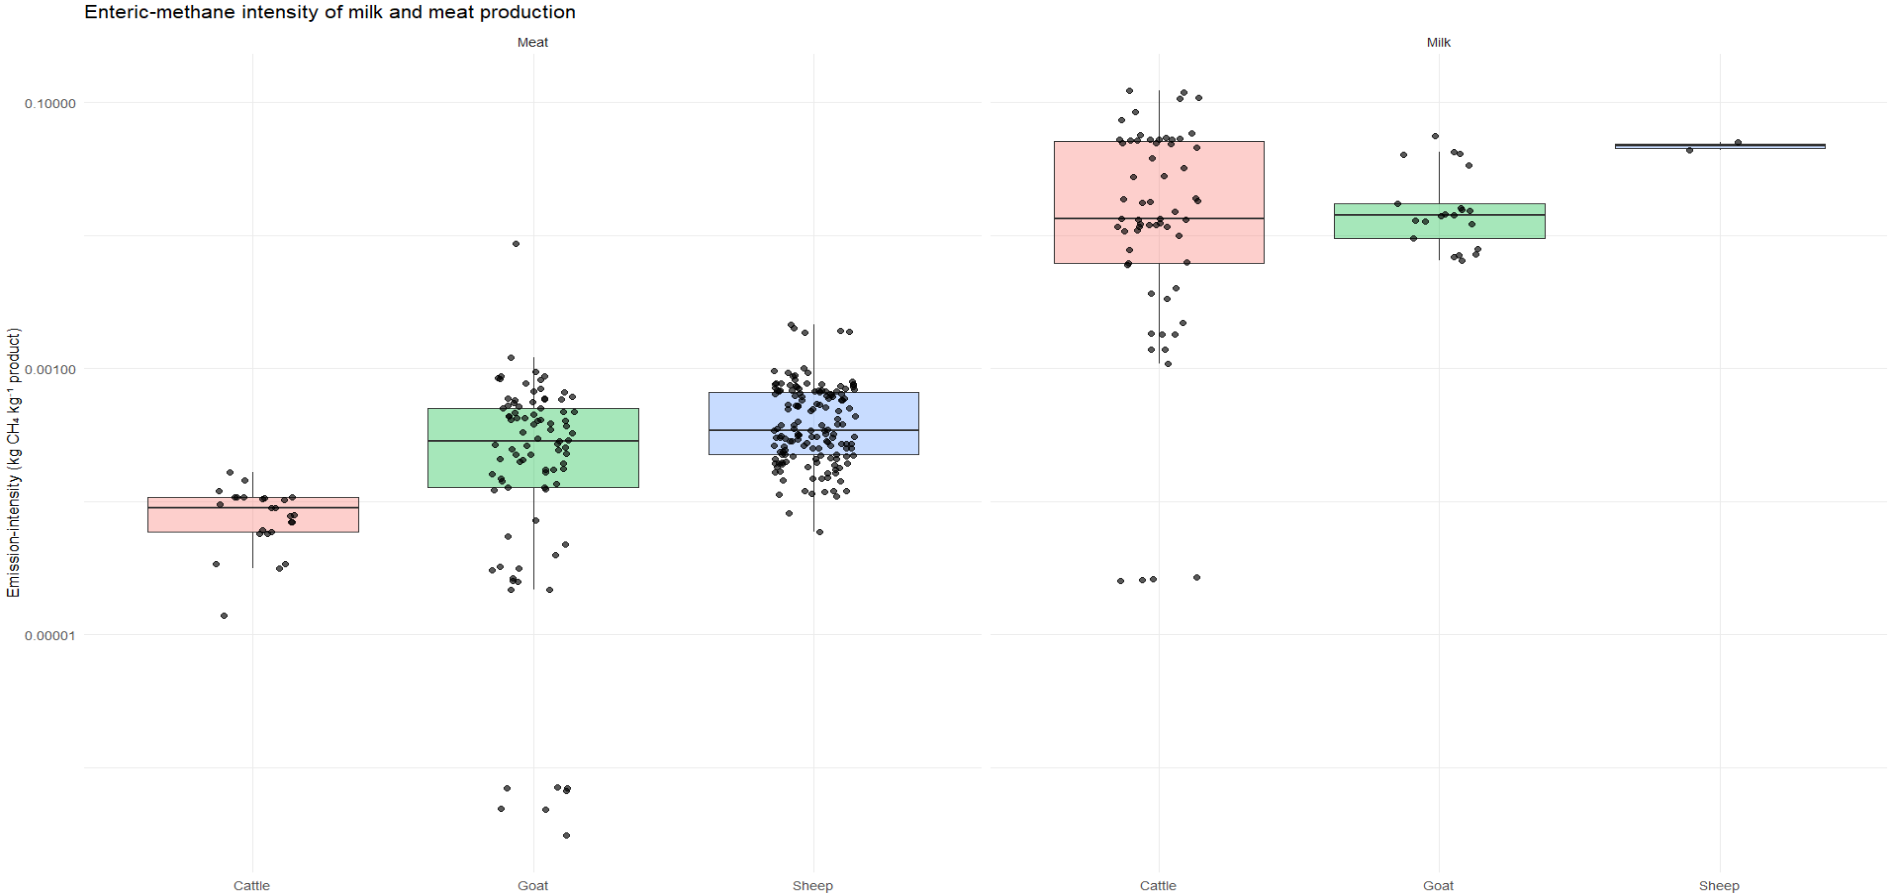 Enteric-methane intensity of milk and meat production
Meat
Milk
Emission-intensity (kg CH₄ kg⁻¹ product)
0.10000
0.00100
0.00001
Cattle
Goat
Sheep
Cattle
Goat
Sheep